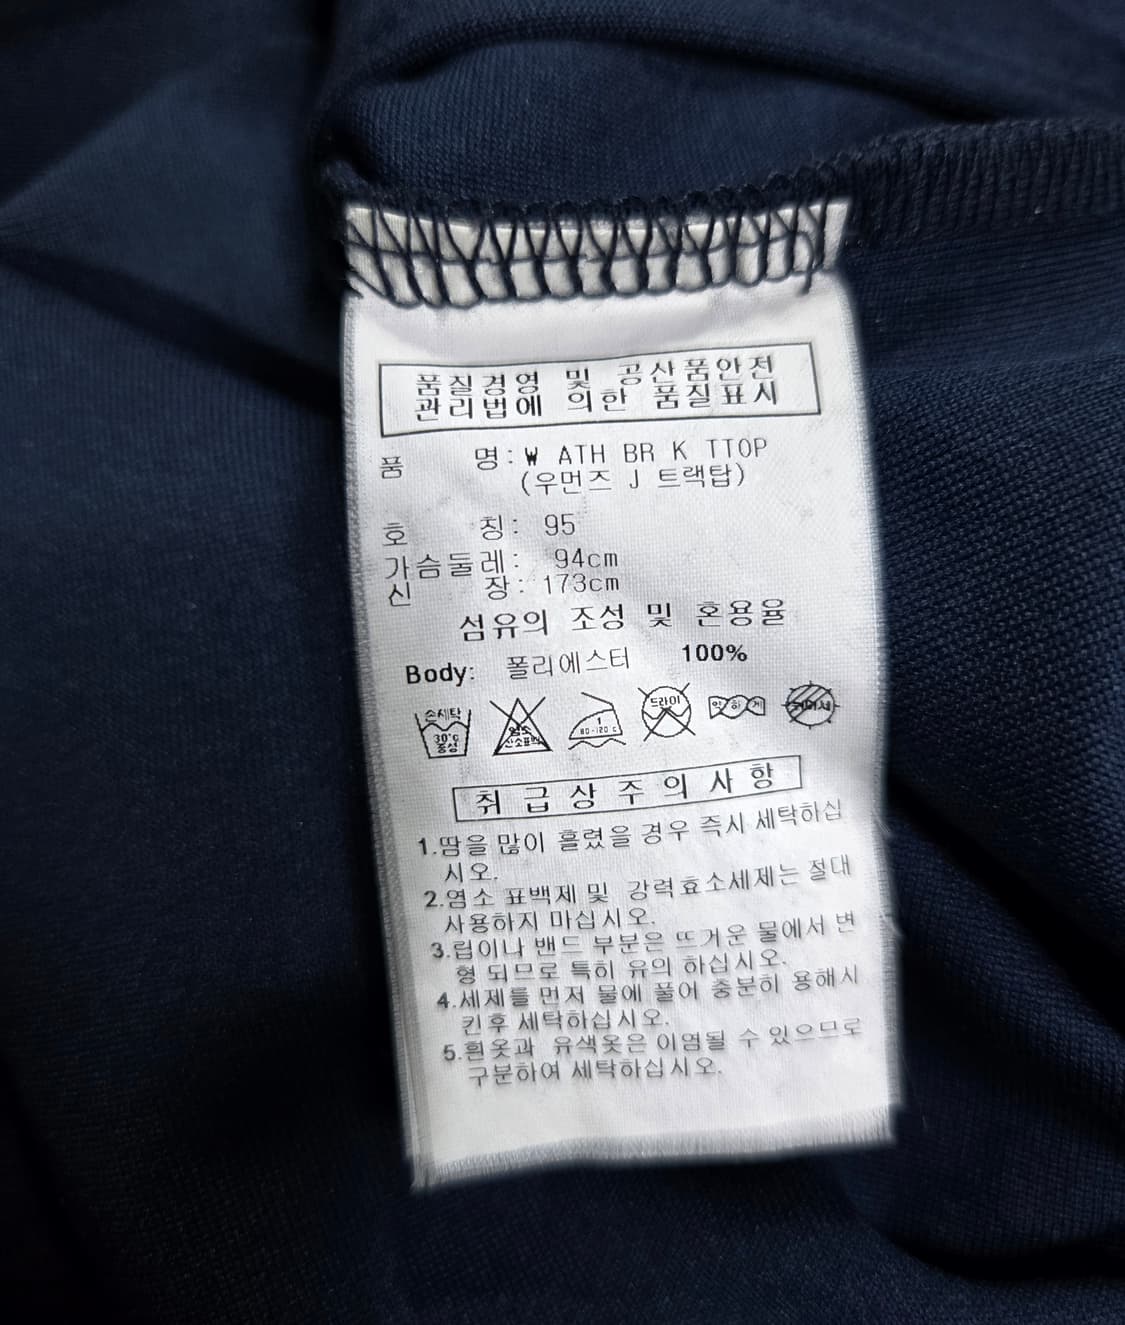 품질경영 및 공산품안전
관리법에 의한 품질표시
품 명: W ATH BR K TTOP
(우먼즈 J 트랙탑)
호 칭: 95
가슴둘레: 94cm
신 장: 173cm
섬유의 조성 및 혼용율
Body: 폴리에스터 100%
손세탁 30°C 중성
염소 산소표백
1 80-120°C
드라이
약하게
취급상주의사항
1.땀을 많이 흘렸을 경우 즉시 세탁하십
시오.
2.염소 표백제 및 강력효소세제는 절대
사용하지 마십시오.
3.립이나 밴드 부분은 뜨거운 물에서 변
형 되므로 특히 유의 하십시오.
4.세제를 먼저 물에 풀어 충분히 용해시
킨후 세탁하십시오.
5.흰옷과 유색옷은 이염될 수 있으므로
구분하여 세탁하십시오.